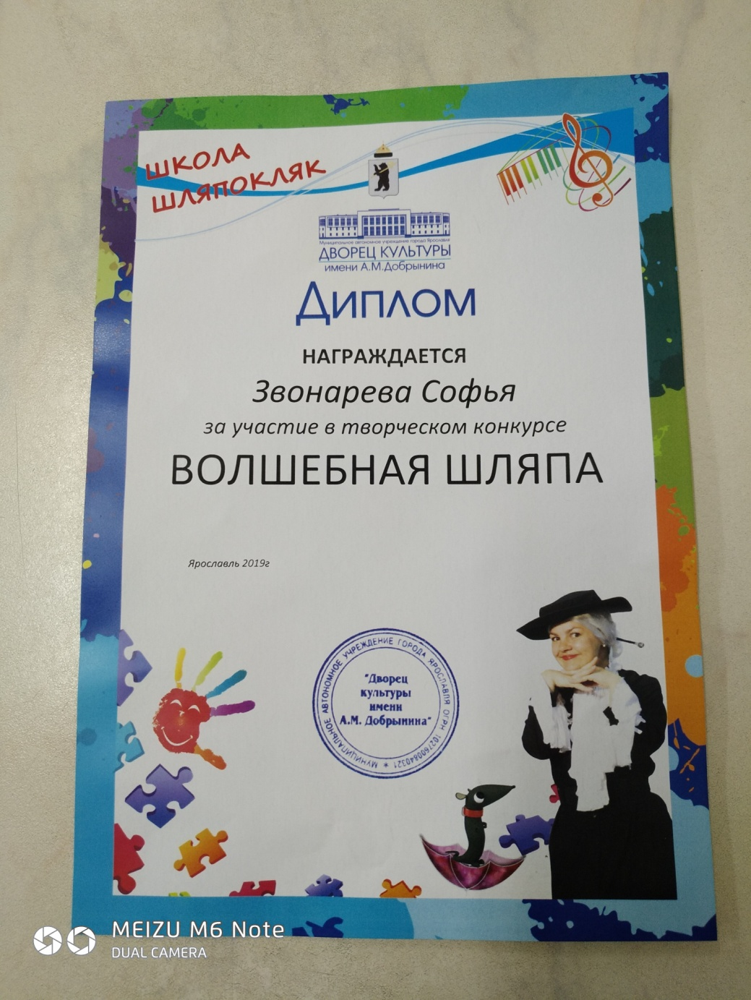 ШКОЛА
ШЛЯПОКЛЯК
Муниципальное автономное учреждение города Ярославля
ДВОРЕЦ КУЛЬТУРЫ
имени А.М.Добрынина
Диплом
НАГРАЖДАЕТСЯ
Звонарева Софья
за участие в творческом конкурсе
ВОЛШЕБНАЯ ШЛЯПА
Ярославль 2019г
МУНИЦИПАЛЬНОЕ АВТОНОМНОЕ УЧРЕЖДЕНИЕ ГОРОДА ЯРОСЛАВЛЯ ОГРН 1027600840321 *
"Дворец
культуры
имени
А.М. Добрынина"
MEIZU M6 Note
DUAL CAMERA